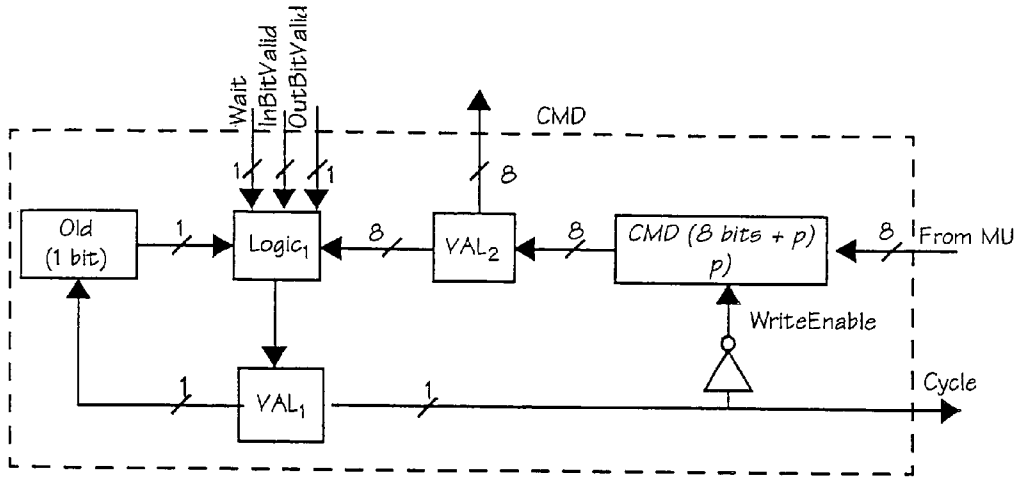 Wait
InBitValid
OutBitValid
CMD
1
1
8
Old
(1 bit)
1
Logic1
8
VAL2
8
CMD (8 bits + p)
p)
8
From MU
WriteEnable
1
VAL1
1
Cycle